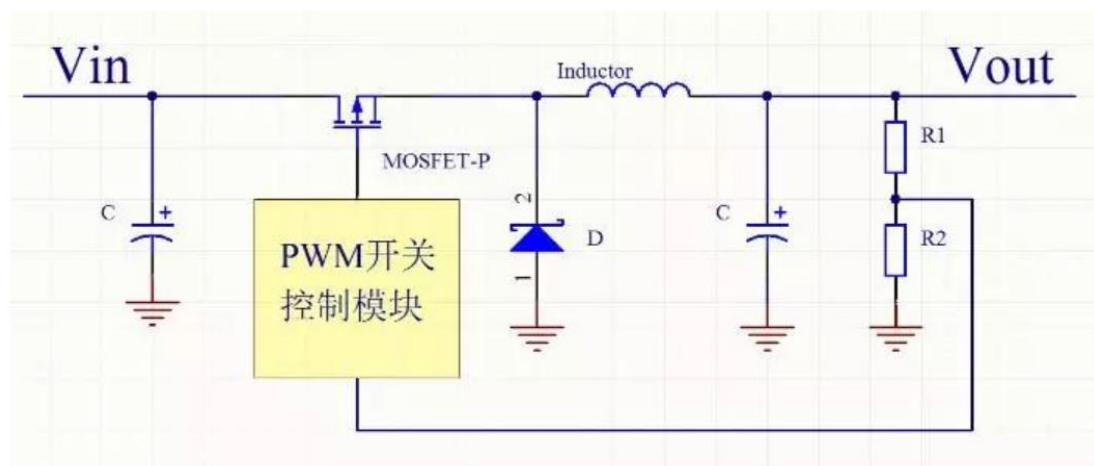 Vin
Inductor
Vout
R1
MOSFET-P
2
C
D
C
R2
1
PWM开关
控制模块